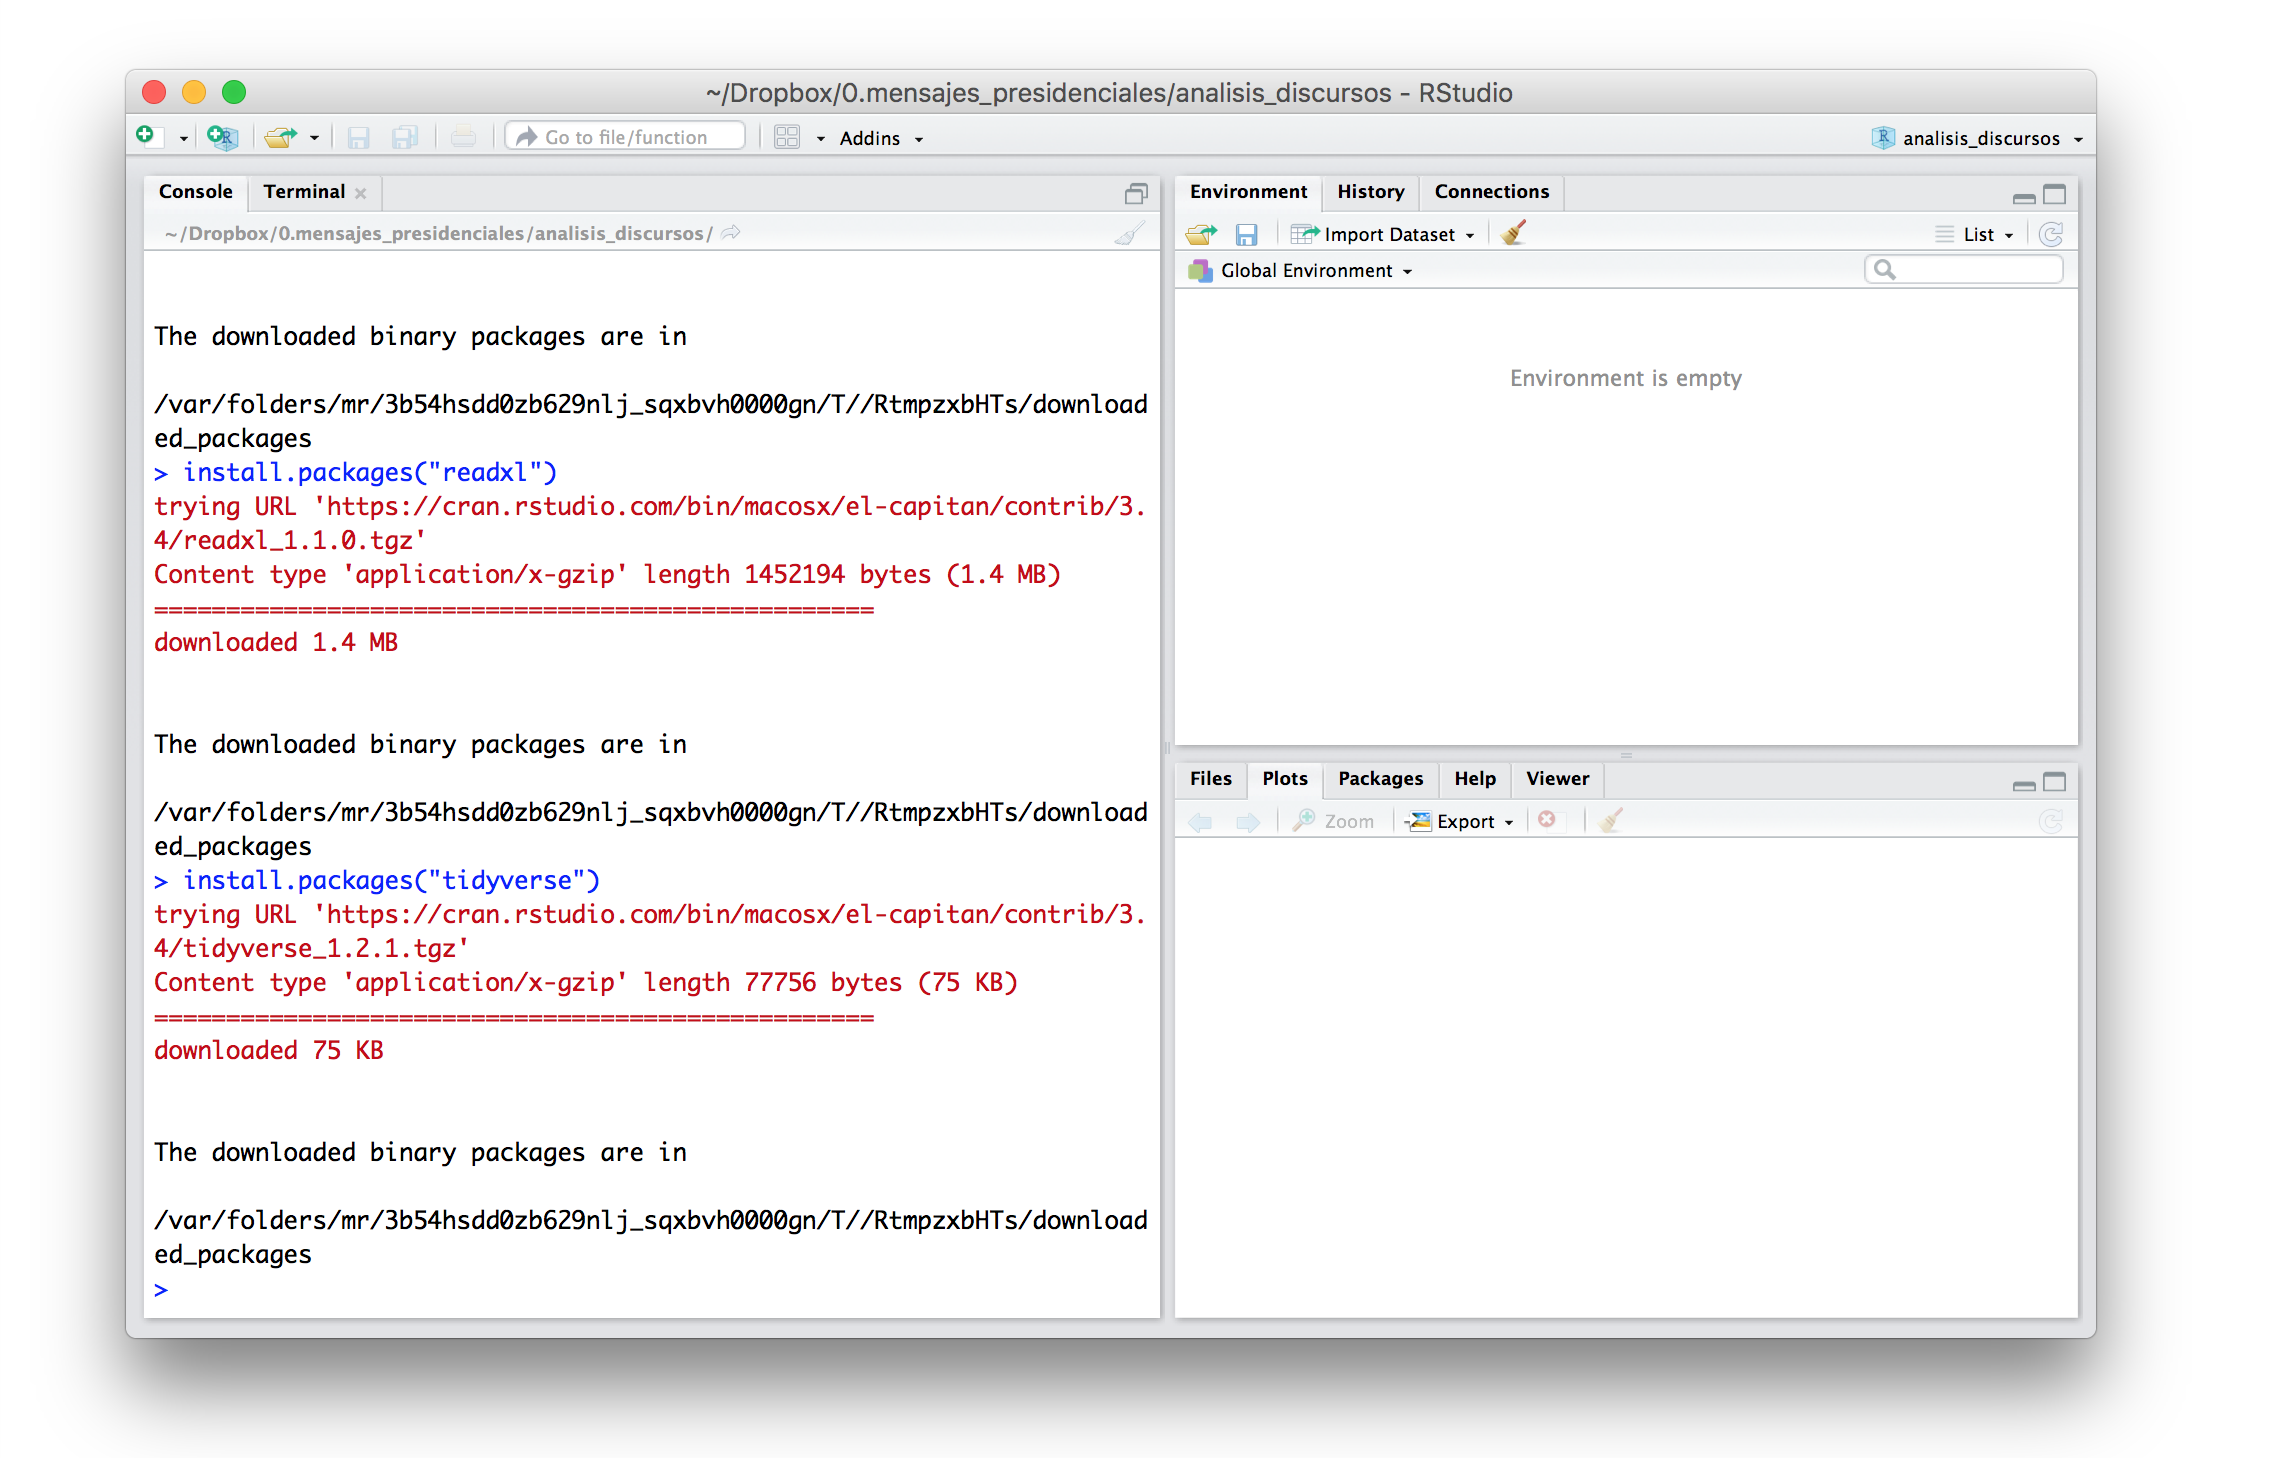 ~/Dropbox/0.mensajes_presidenciales/analisis_discursos - RStudio
Go to file/function
Addins
analisis_discursos
Console
Terminal
~/Dropbox/0.mensajes_presidenciales/analisis_discursos/
The downloaded binary packages are in
/var/folders/mr/3b54hsdd0zb629nlj_sqxbvh0000gn/T//RtmpzxbHTs/download
ed_packages
> install.packages("readxl")
trying URL 'https://cran.rstudio.com/bin/macosx/el-capitan/contrib/3.
4/readxl_1.1.0.tgz'
Content type 'application/x-gzip' length 1452194 bytes (1.4 MB)
==================================================
downloaded 1.4 MB
The downloaded binary packages are in
/var/folders/mr/3b54hsdd0zb629nlj_sqxbvh0000gn/T//RtmpzxbHTs/download
ed_packages
> install.packages("tidyverse")
trying URL 'https://cran.rstudio.com/bin/macosx/el-capitan/contrib/3.
4/tidyverse_1.2.1.tgz'
Content type 'application/x-gzip' length 77756 bytes (75 KB)
==================================================
downloaded 75 KB
The downloaded binary packages are in
/var/folders/mr/3b54hsdd0zb629nlj_sqxbvh0000gn/T//RtmpzxbHTs/download
ed_packages
>
Environment
History
Connections
Import Dataset
List
Global Environment
Environment is empty
Files
Plots
Packages
Help
Viewer
Zoom
Export